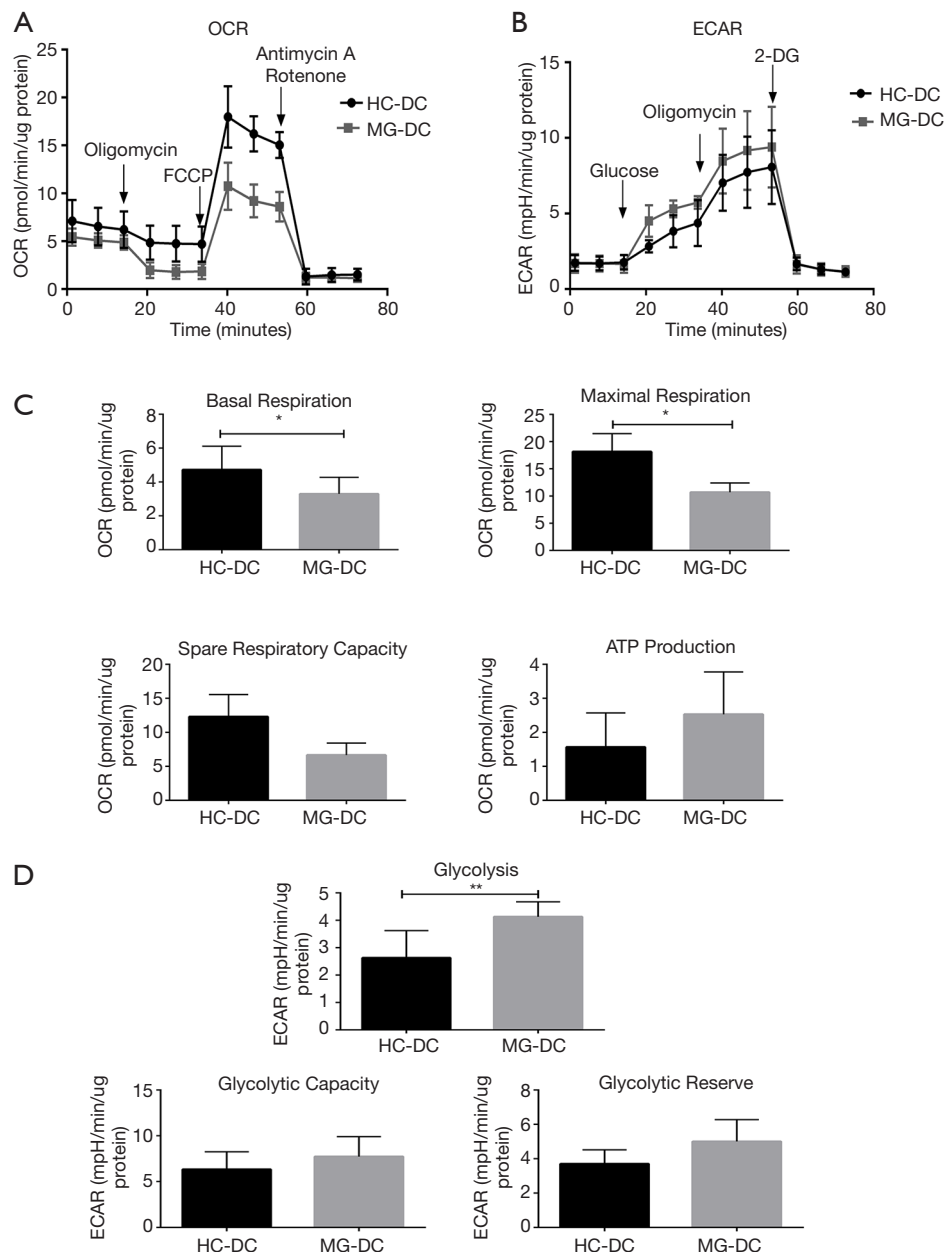 A
OCR
OCR (pmol/min/ug protein)
25
20
15
10
5
0
0 20 40 60 80
Time (minutes)
Oligomycin
FCCP
Antimycin A
Rotenone
HC-DC
MG-DC
B
ECAR
ECAR (mpH/min/ug protein)
15
10
5
0
0 20 40 60 80
Time (minutes)
Glucose
Oligomycin
2-DG
HC-DC
MG-DC
C
Basal Respiration
*
OCR (pmol/min/ug
protein)
8
6
4
2
0
HC-DC MG-DC
Maximal Respiration
*
OCR (pmol/min/ug
protein)
25
20
15
10
5
0
HC-DC MG-DC
Spare Respiratory Capacity
OCR (pmol/min/ug
protein)
20
15
10
5
0
HC-DC MG-DC
ATP Production
OCR (pmol/min/ug
protein)
4
3
2
1
0
HC-DC MG-DC
D
Glycolysis
**
ECAR (mpH/min/ug
protein)
5
4
3
2
1
0
HC-DC MG-DC
Glycolytic Capacity
ECAR (mpH/min/ug
protein)
15
10
5
0
HC-DC MG-DC
Glycolytic Reserve
ECAR (mpH/min/ug
protein)
8
6
4
2
0
HC-DC MG-DC